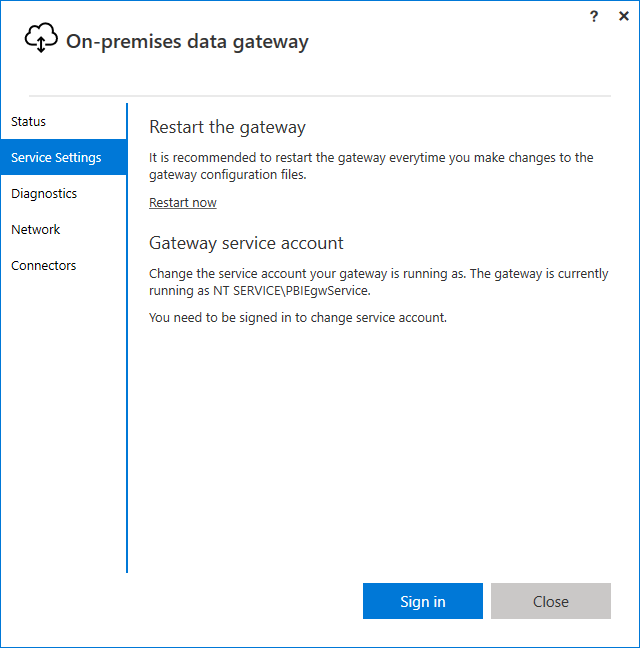 ?
On-premises data gateway
Status
Service Settings
Diagnostics
Network
Connectors
Restart the gateway
It is recommended to restart the gateway everytime you make changes to the
gateway configuration files.
Restart now
Gateway service account
Change the service account your gateway is running as. The gateway is currently
running as NT SERVICE\PBIEgwService.
You need to be signed in to change service account.
Sign in
Close